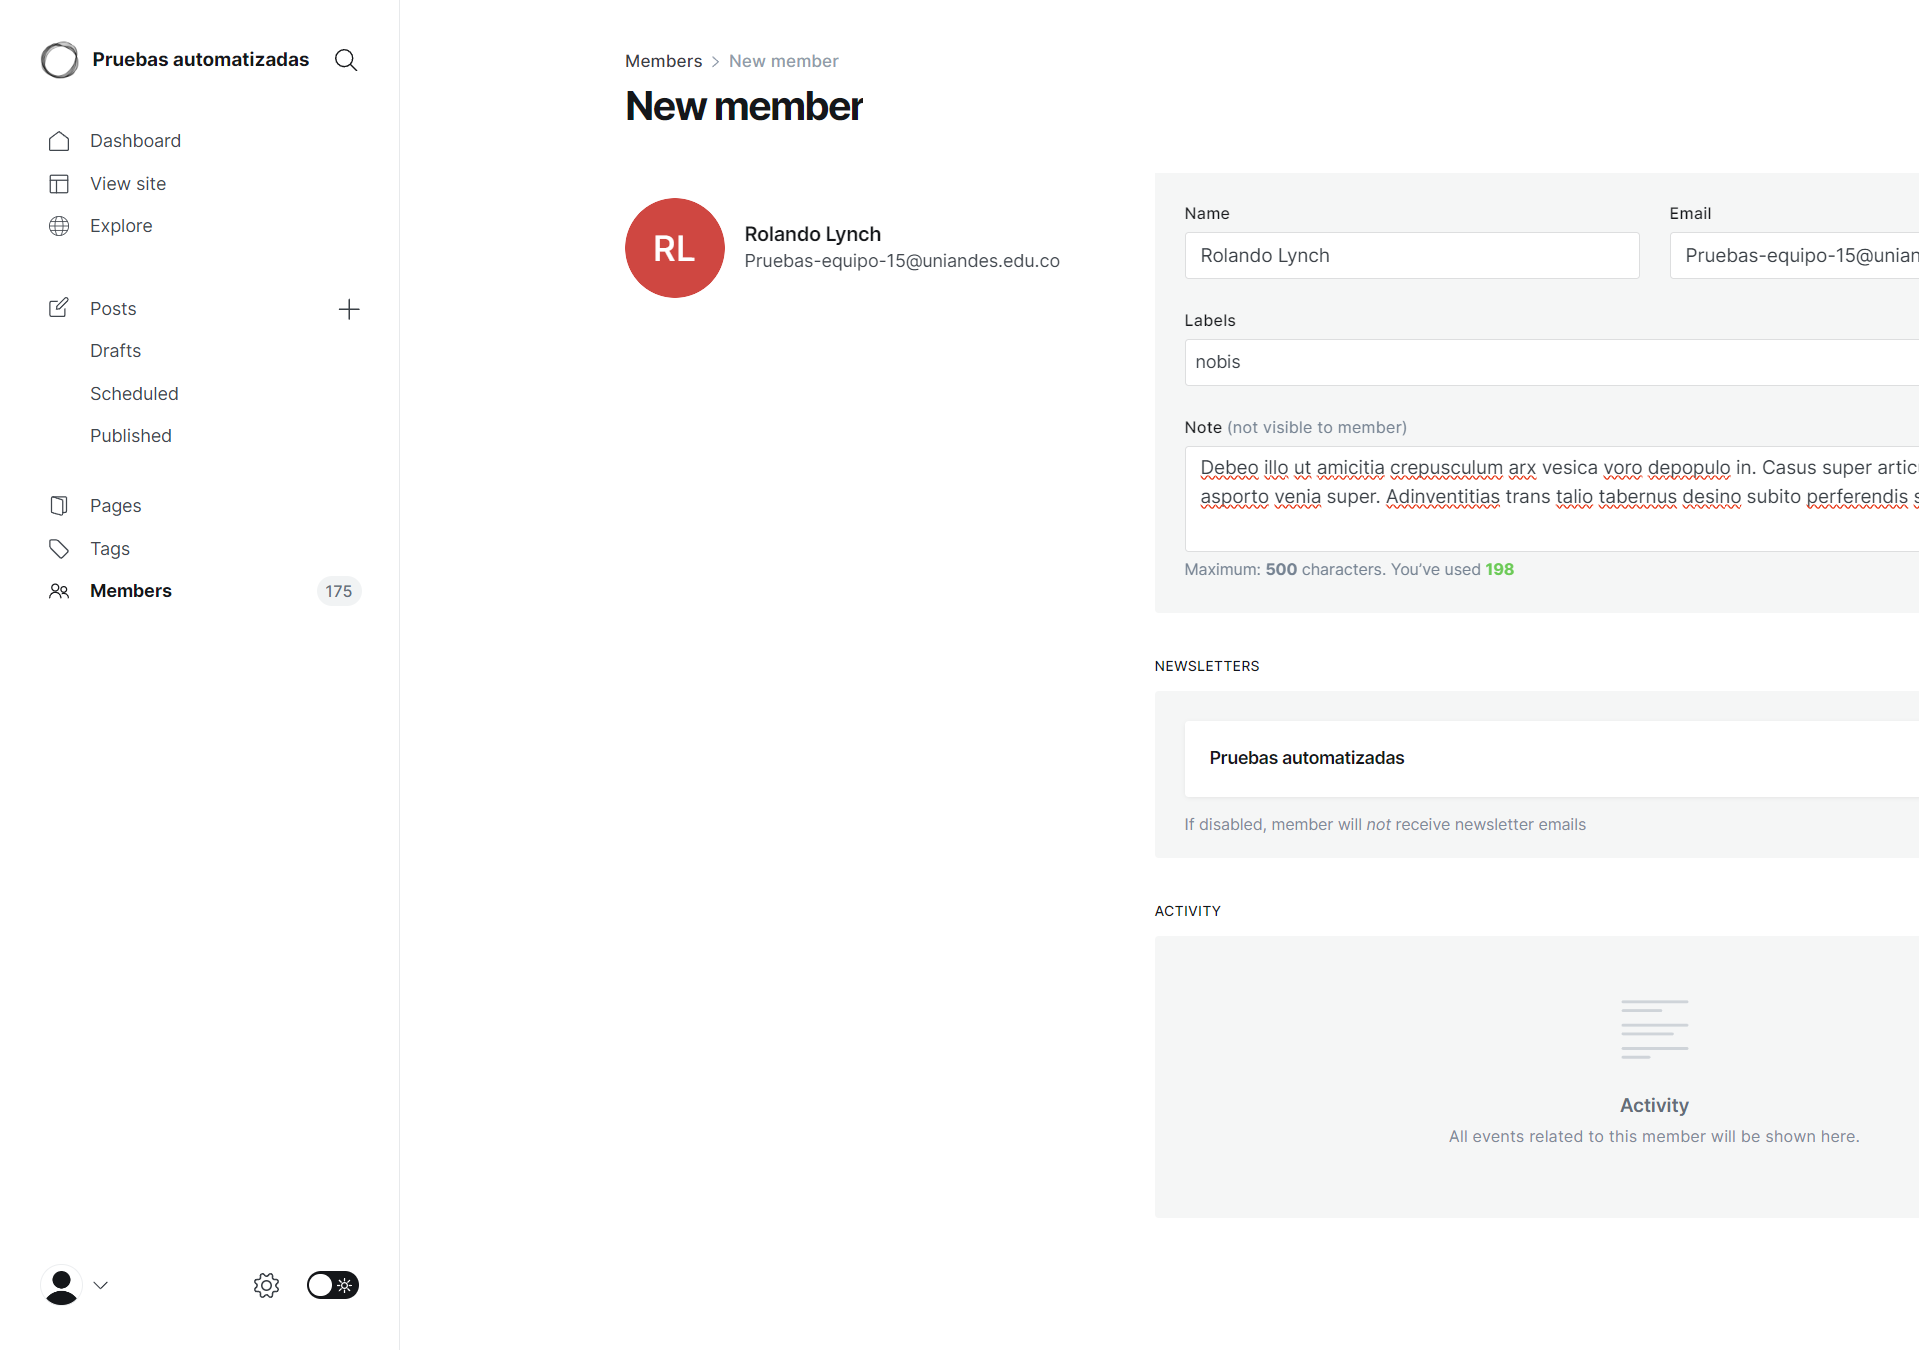 Pruebas automatizadas
Dashboard
View site
Explore
Posts
Drafts
Scheduled
Published
Pages
Tags
Members
175
Members > New member
New member
RL
Rolando Lynch
Pruebas-equipo-15@uniandes.edu.co
Name
Rolando Lynch
Email
Pruebas-equipo-15@unian
Labels
nobis
Note (not visible to member)
Debeo illo ut amicitia crepusculum arx vesica voro depopulo in. Casus super artic
asporto venia super. Adinventitias trans talio tabernus desino subito perferendis s
Maximum: 500 characters. You’ve used 198
NEWSLETTERS
Pruebas automatizadas
If disabled, member will not receive newsletter emails
ACTIVITY
Activity
All events related to this member will be shown here.